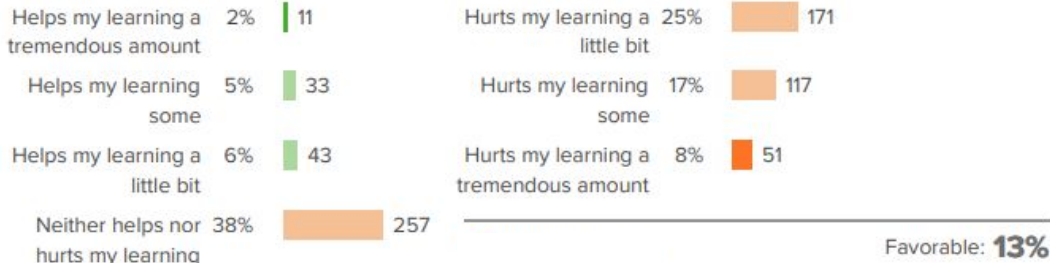 Helps my learning a 2% 11
tremendous amount
Helps my learning 5% 33
some
Helps my learning a 6% 43
little bit
Neither helps nor 38% 257
hurts my learning
Hurts my learning a 25% 171
little bit
Hurts my learning 17% 117
some
Hurts my learning a 8% 51
tremendous amount
Favorable: 13%